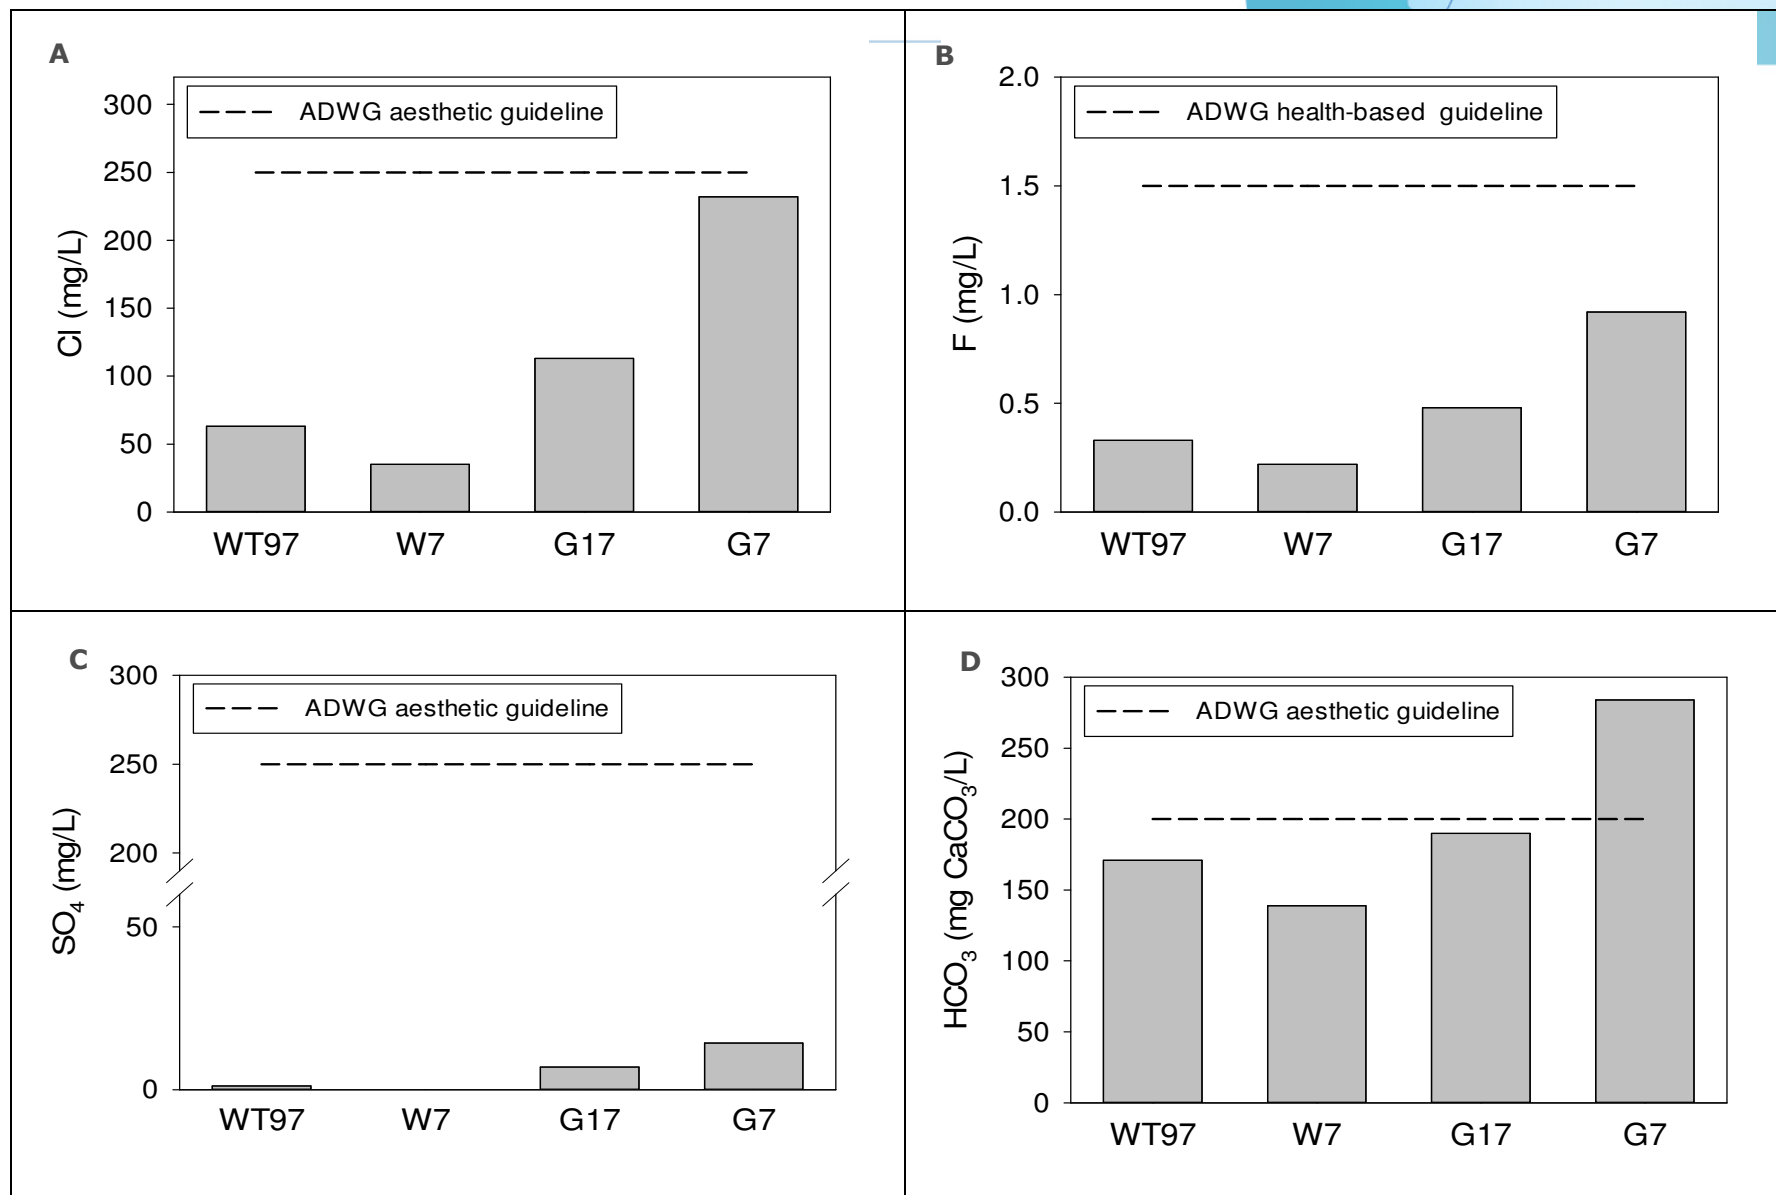 A
ADWG aesthetic guideline
300
250
200
150
100
50
0
Cl (mg/L)
WT97 W7 G17 G7
B
ADWG health-based guideline
2.0
1.5
1.0
0.5
0.0
F (mg/L)
WT97 W7 G17 G7
C
ADWG aesthetic guideline
300
250
200
50
0
SO4 (mg/L)
WT97 W7 G17 G7
D
ADWG aesthetic guideline
300
250
200
150
100
50
0
HCO3 (mg CaCO3/L)
WT97 W7 G17 G7